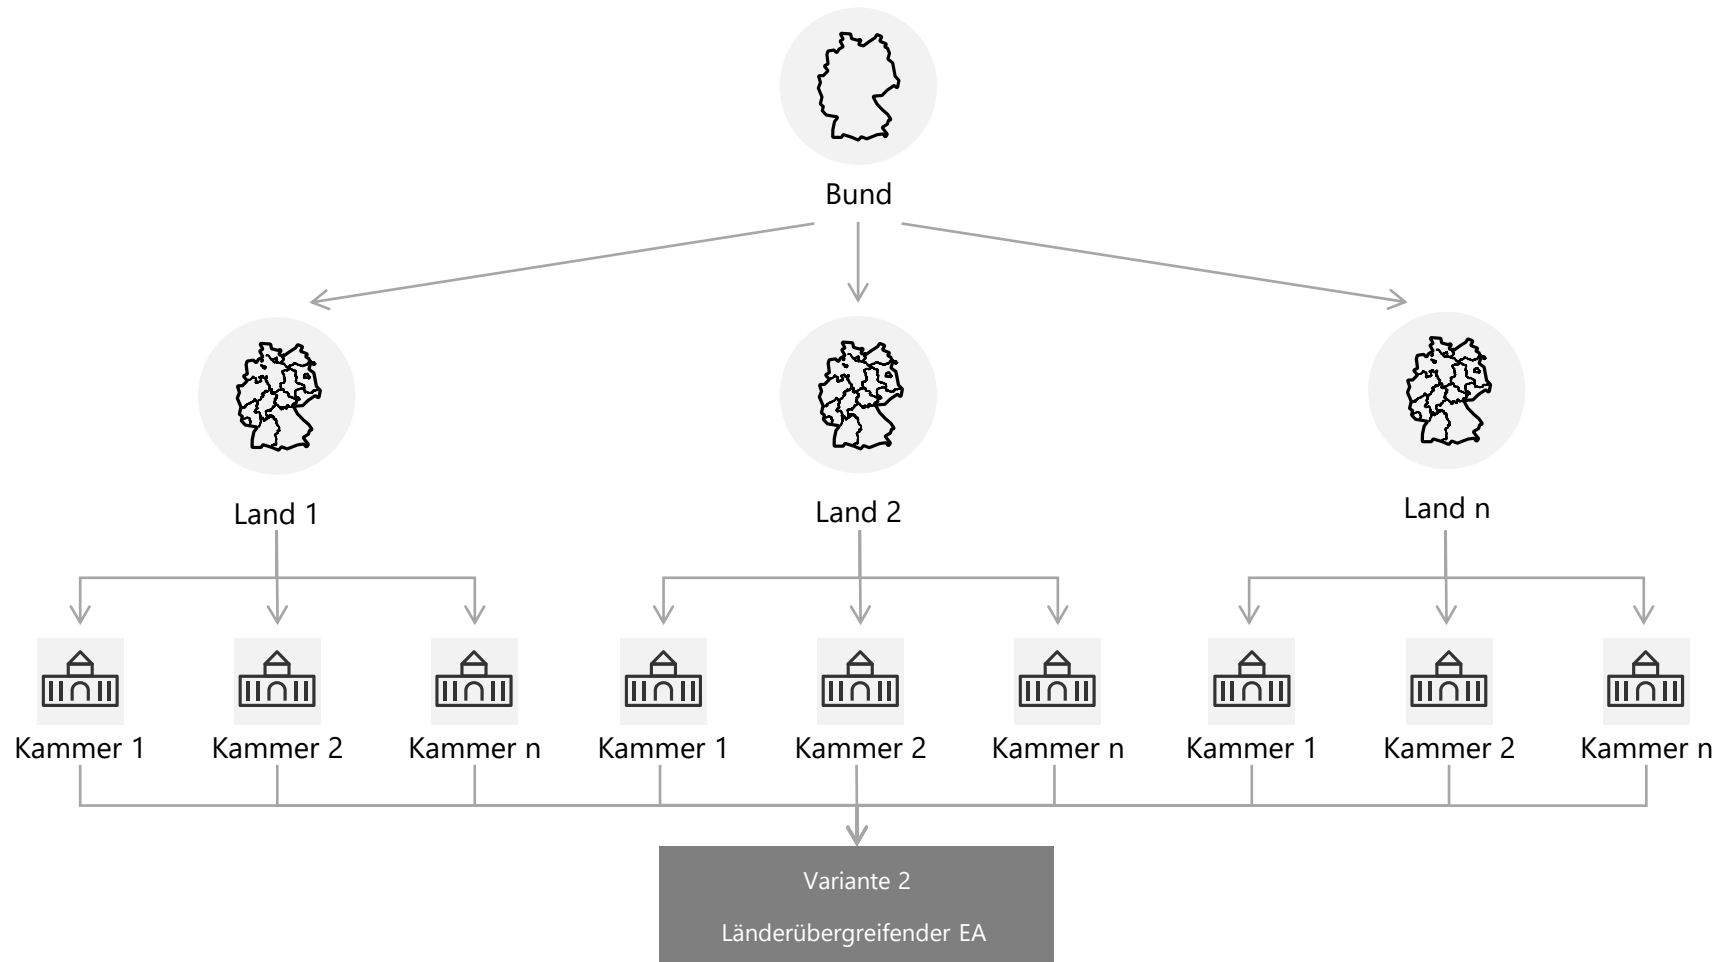 Bund
Land 1
Land 2
Land n
Kammer 1
Kammer 2
Kammer n
Kammer 1
Kammer 2
Kammer n
Kammer 1
Kammer 2
Kammer n
Variante 2
Länderübergreifender EA